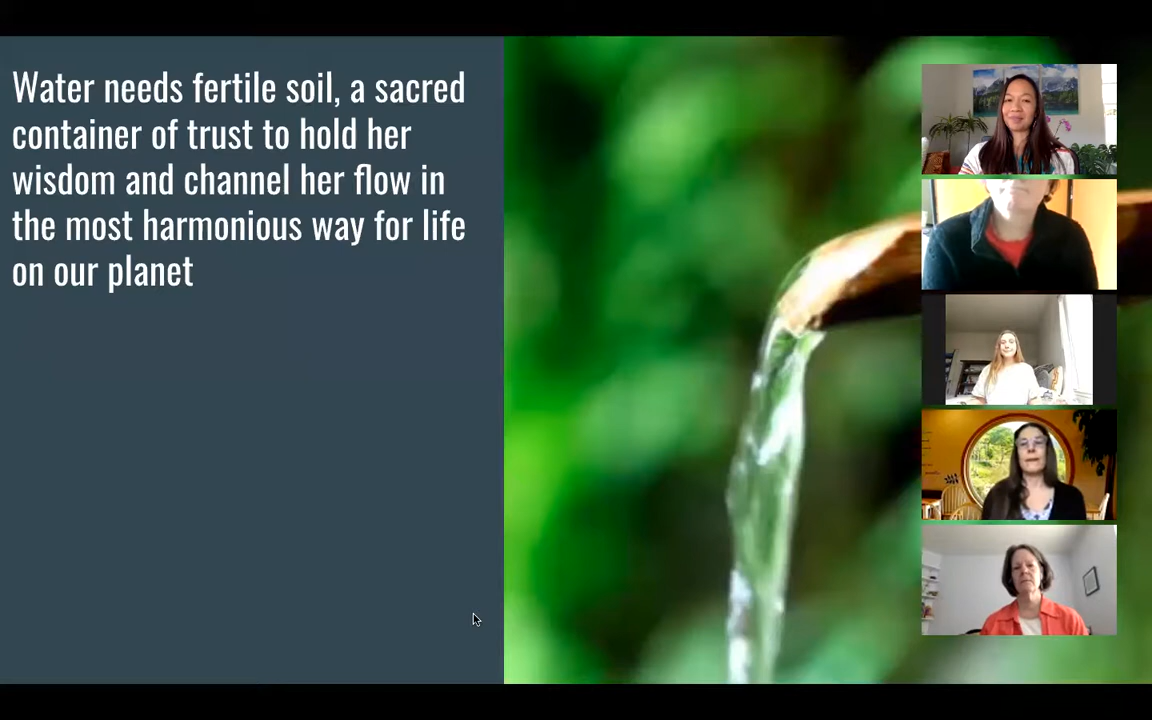 Water needs fertile soil, a sacred
container of trust to hold her
wisdom and channel her flow in
the most harmonious way for life
on our planet